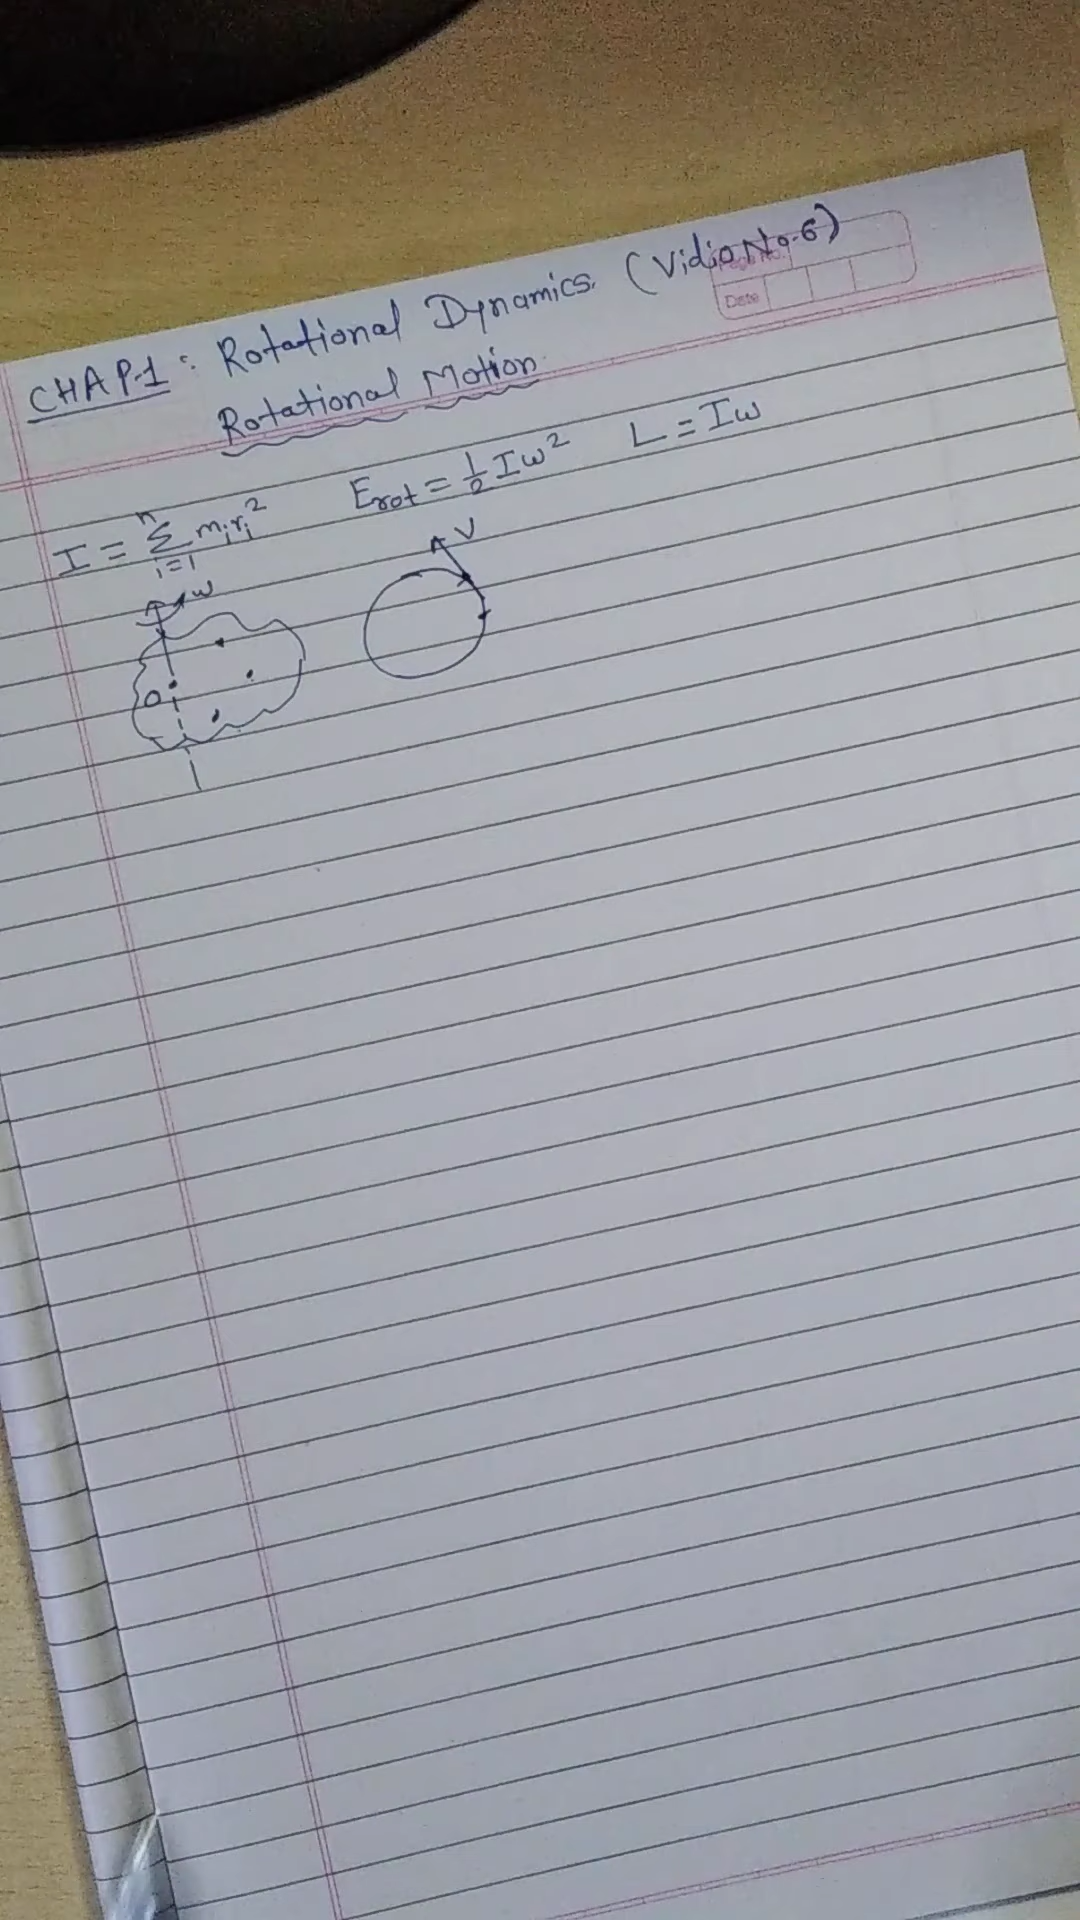 CHAP-1: Rotational Dynamics. (Vidio No.6)
Date
Rotational Motion
I = Σ mᵢrᵢ² Erot = ½ Iω² L = Iω
n
i=1
ω
V
O